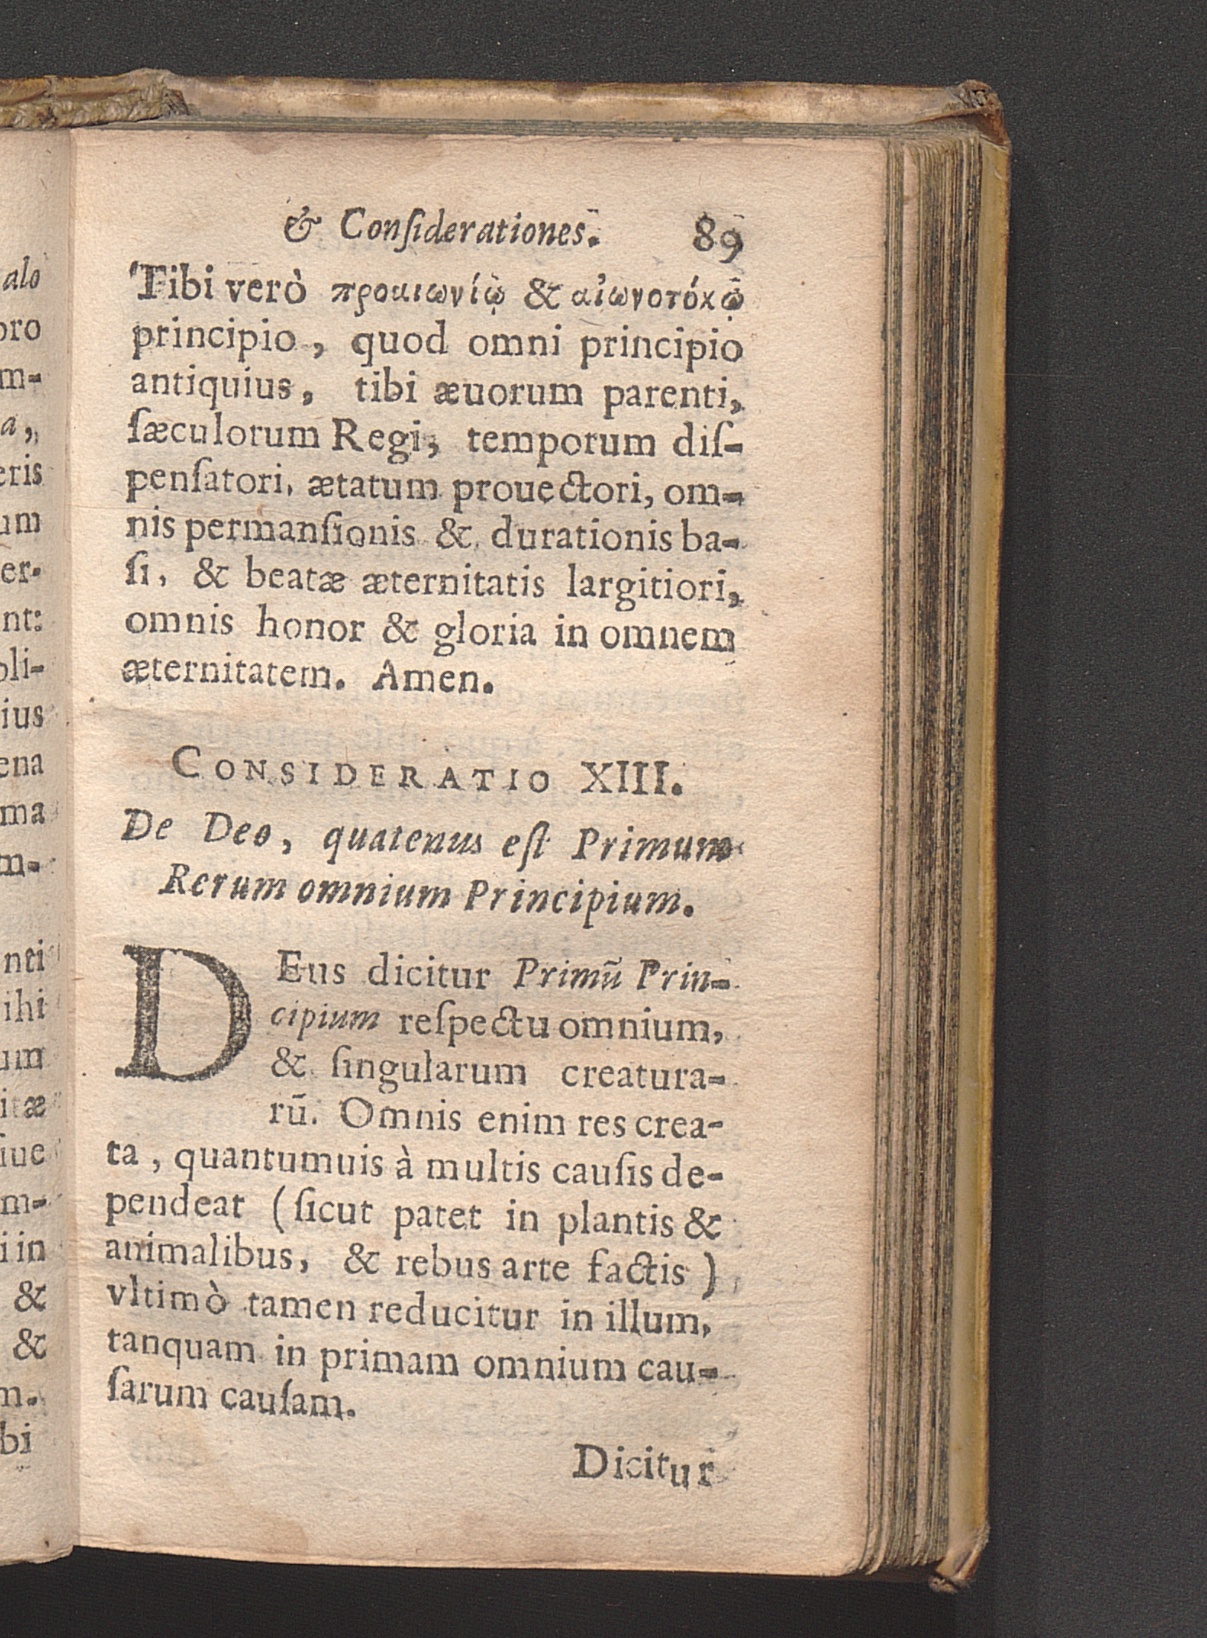 & Conſiderationes. 89
Tibi verò προαιωνίῳ & αἰωνοτόκῳ
principio, quod omni principio
antiquius, tibi æuorum parenti,
ſæculorum Regi, temporum diſ-
penſatori, ætatum prouectori, om-
nis permanſionis & durationis ba-
ſi, & beatæ æternitatis largitiori,
omnis honor & gloria in omnem
æternitatem. Amen.
CONSIDERATIO XIII.
De Deo, quatenus eſt Primum
Rerum omnium Principium.
DEus dicitur Primū Prin-
cipium reſpectu omnium,
& ſingularum creatura-
rū. Omnis enim res crea-
ta, quantumuis à multis cauſis de-
pendeat (ſicut patet in plantis &
animalibus, & rebus arte factis)
vltimò tamen reducitur in illum,
tanquam in primam omnium cau-
ſarum cauſam.
Dicitur